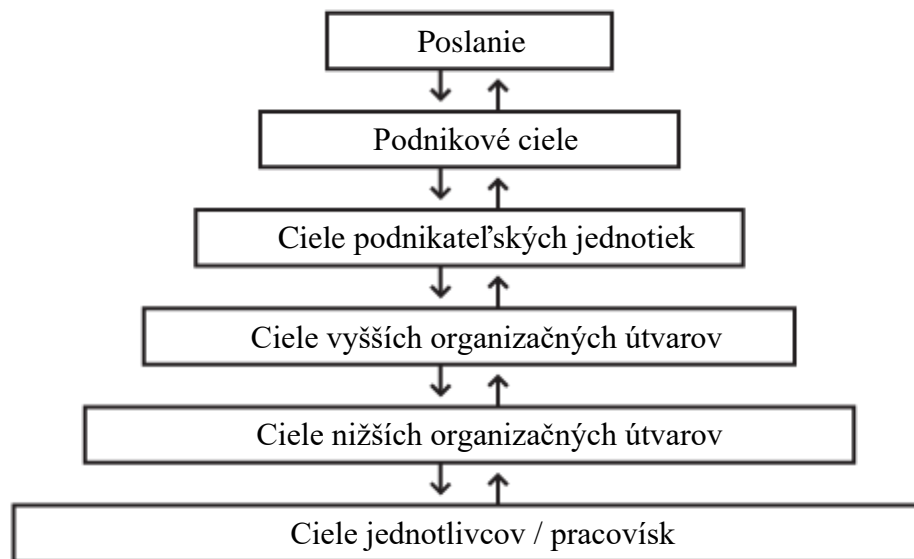 Poslanie
Podnikové ciele
Ciele podnikateľských jednotiek
Ciele vyšších organizačných útvarov
Ciele nižších organizačných útvarov
Ciele jednotlivcov / pracovísk